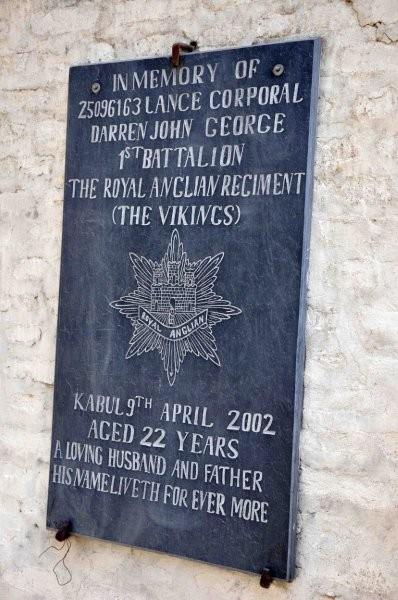 IN MEMORY OF
25096163 LANCE CORPORAL
DARREN JOHN GEORGE
1ST BATTALION
THE ROYAL ANGLIAN REGIMENT
(THE VIKINGS)
ROYAL ANGLIAN
KABUL 9TH APRIL 2002
AGED 22 YEARS
A LOVING HUSBAND AND FATHER
HIS NAME LIVETH FOR EVER MORE